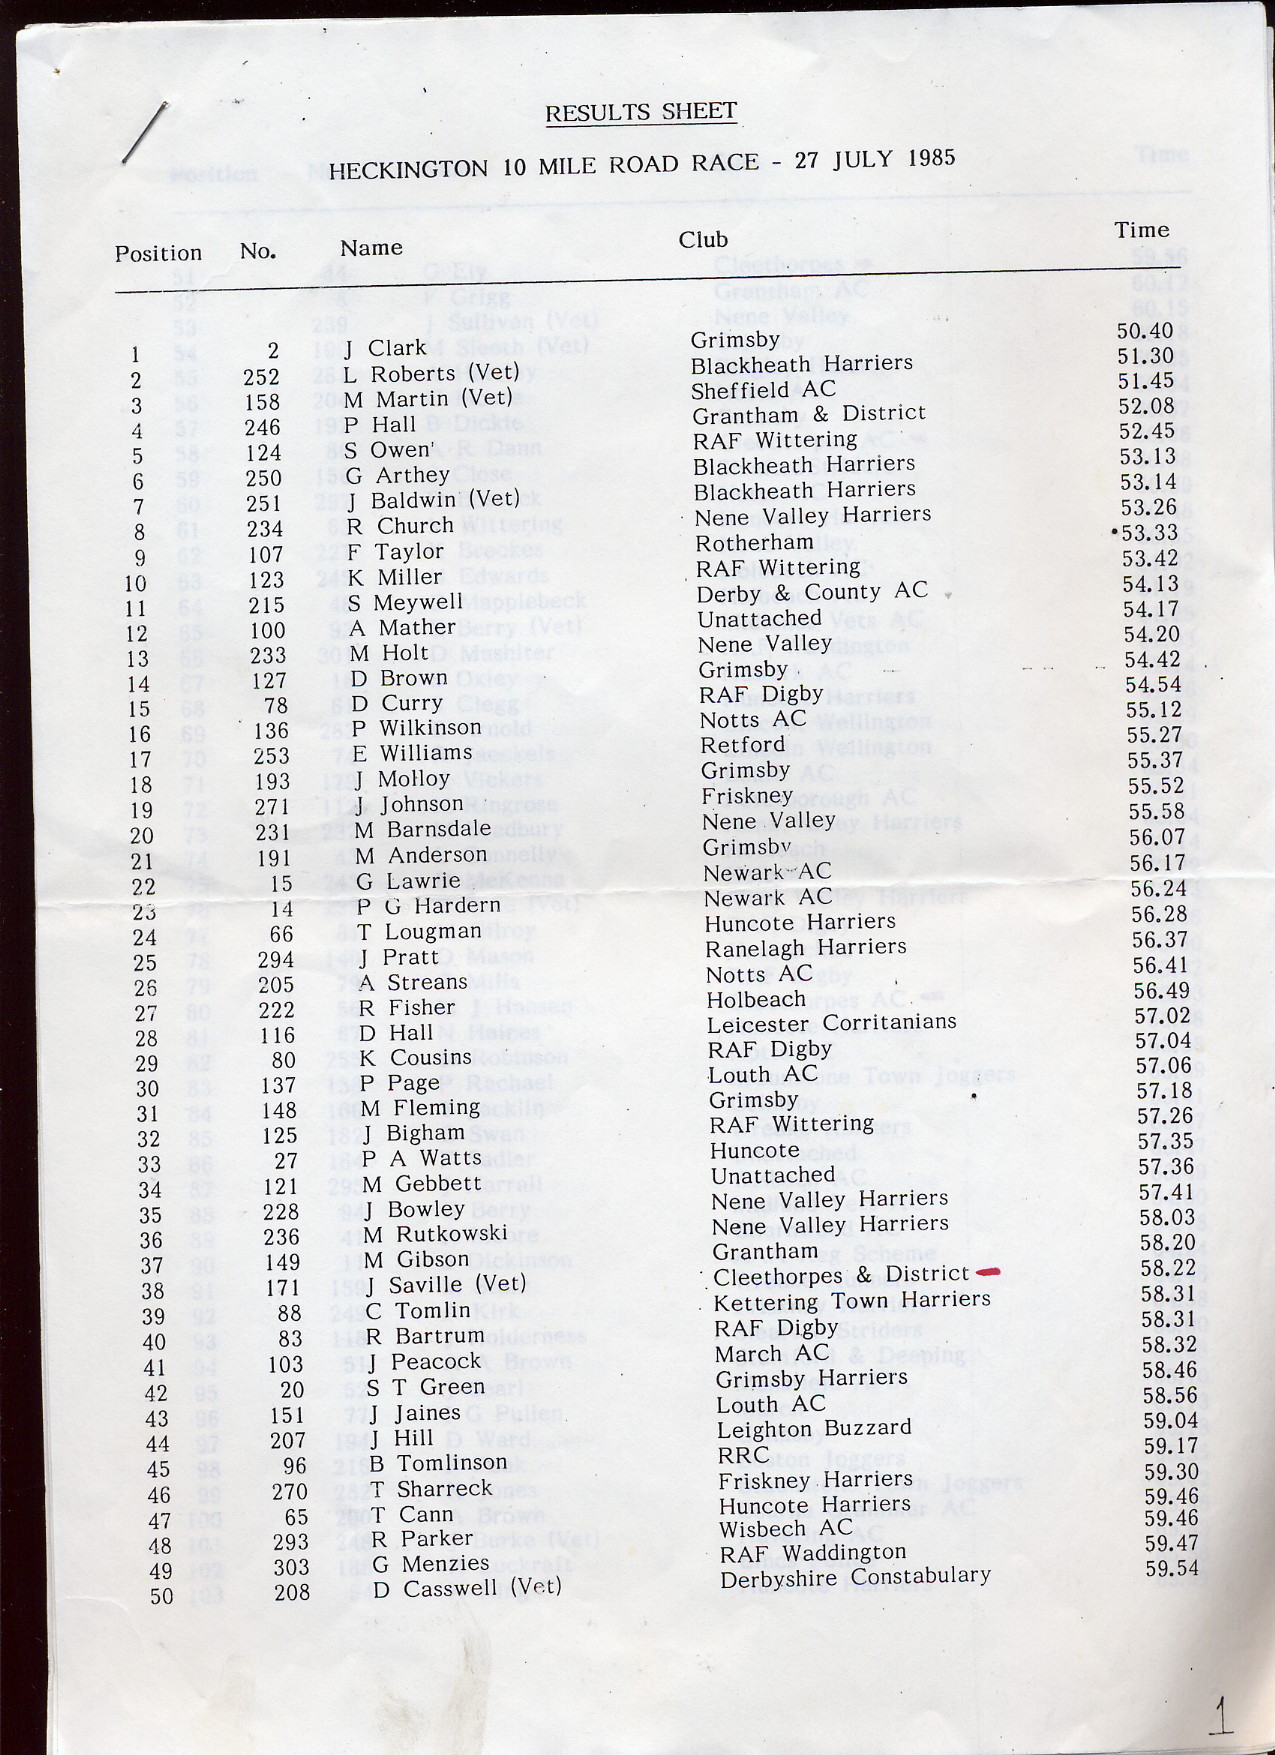 RESULTS SHEET
HECKINGTON 10 MILE ROAD RACE - 27 JULY 1985
Position No. Name Club Time
1 2 J Clark Grimsby 50.40
2 252 L Roberts (Vet) Blackheath Harriers 51.30
3 158 M Martin (Vet) Sheffield AC 51.45
4 246 P Hall Grantham & District 52.08
5 124 S Owen' RAF Wittering 52.45
6 250 G Arthey Blackheath Harriers 53.13
7 251 J Baldwin (Vet) Blackheath Harriers 53.14
8 234 R Church Nene Valley Harriers 53.26
9 107 F Taylor Rotherham 53.33
10 123 K Miller RAF Wittering 53.42
11 215 S Meywell Derby & County AC 54.13
12 100 A Mather Unattached 54.17
13 233 M Holt Nene Valley 54.20
14 127 D Brown Grimsby 54.42
15 78 D Curry RAF Digby 54.54
16 136 P Wilkinson Notts AC 55.12
17 253 E Williams Retford 55.27
18 193 J Molloy Grimsby 55.37
19 271 J Johnson Friskney 55.52
20 231 M Barnsdale Nene Valley 55.58
21 191 M Anderson Grimsby 56.07
22 15 G Lawrie Newark AC 56.17
23 14 P G Hardern Newark AC 56.24
24 66 T Lougman Huncote Harriers 56.28
25 294 J Pratt Ranelagh Harriers 56.37
26 205 A Streans Notts AC 56.41
27 222 R Fisher Holbeach 56.49
28 116 D Hall Leicester Corritanians 57.02
29 80 K Cousins RAF Digby 57.04
30 137 P Page Louth AC 57.06
31 148 M Fleming Grimsby 57.18
32 125 J Bigham RAF Wittering 57.26
33 27 P A Watts Huncote 57.35
34 121 M Gebbett Unattached 57.36
35 228 J Bowley Nene Valley Harriers 57.41
36 236 M Rutkowski Nene Valley Harriers 58.03
37 149 M Gibson Grantham 58.20
38 171 J Saville (Vet) Cleethorpes & District 58.22
39 88 C Tomlin Kettering Town Harriers 58.31
40 83 R Bartrum RAF Digby 58.31
41 103 J Peacock March AC 58.32
42 20 S T Green Grimsby Harriers 58.46
43 151 J Jaines Louth AC 58.56
44 207 J Hill Leighton Buzzard 59.04
45 96 B Tomlinson RRC 59.17
46 270 T Sharreck Friskney Harriers 59.30
47 65 T Cann Huncote Harriers 59.46
48 293 R Parker Wisbech AC 59.46
49 303 G Menzies RAF Waddington 59.47
50 208 D Casswell (Vet) Derbyshire Constabulary 59.54
1